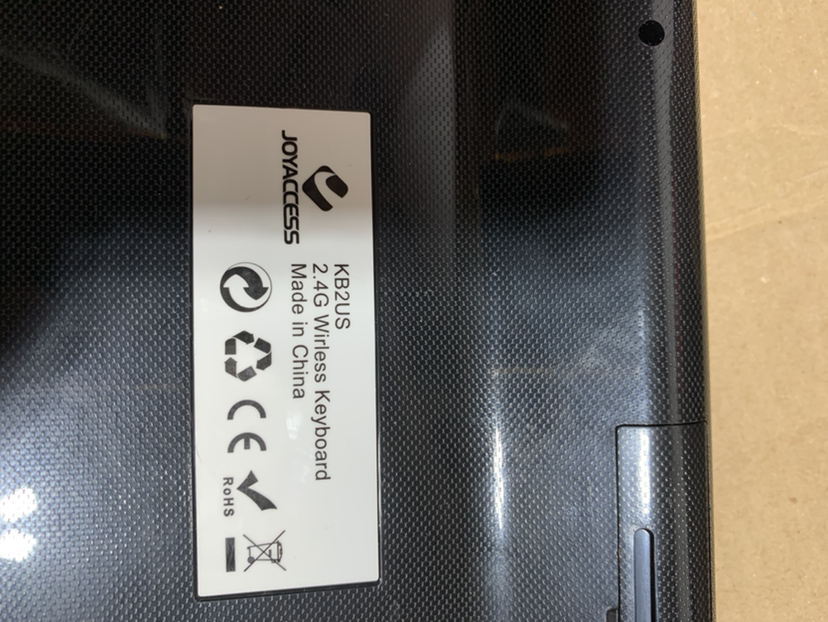 JOYACCESS
KB2US
2.4G Wirless Keyboard
Made in China
CE
RoHS